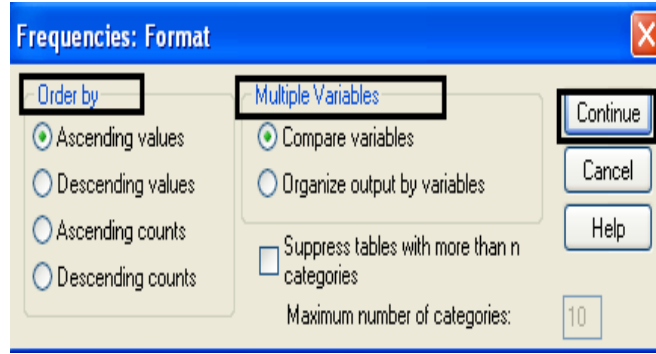 Frequencies: Format
Order by
Ascending values
Descending values
Ascending counts
Descending counts
Multiple Variables
Compare variables
Organize output by variables
Suppress tables with more than n
categories
Maximum number of categories:
10
Continue
Cancel
Help